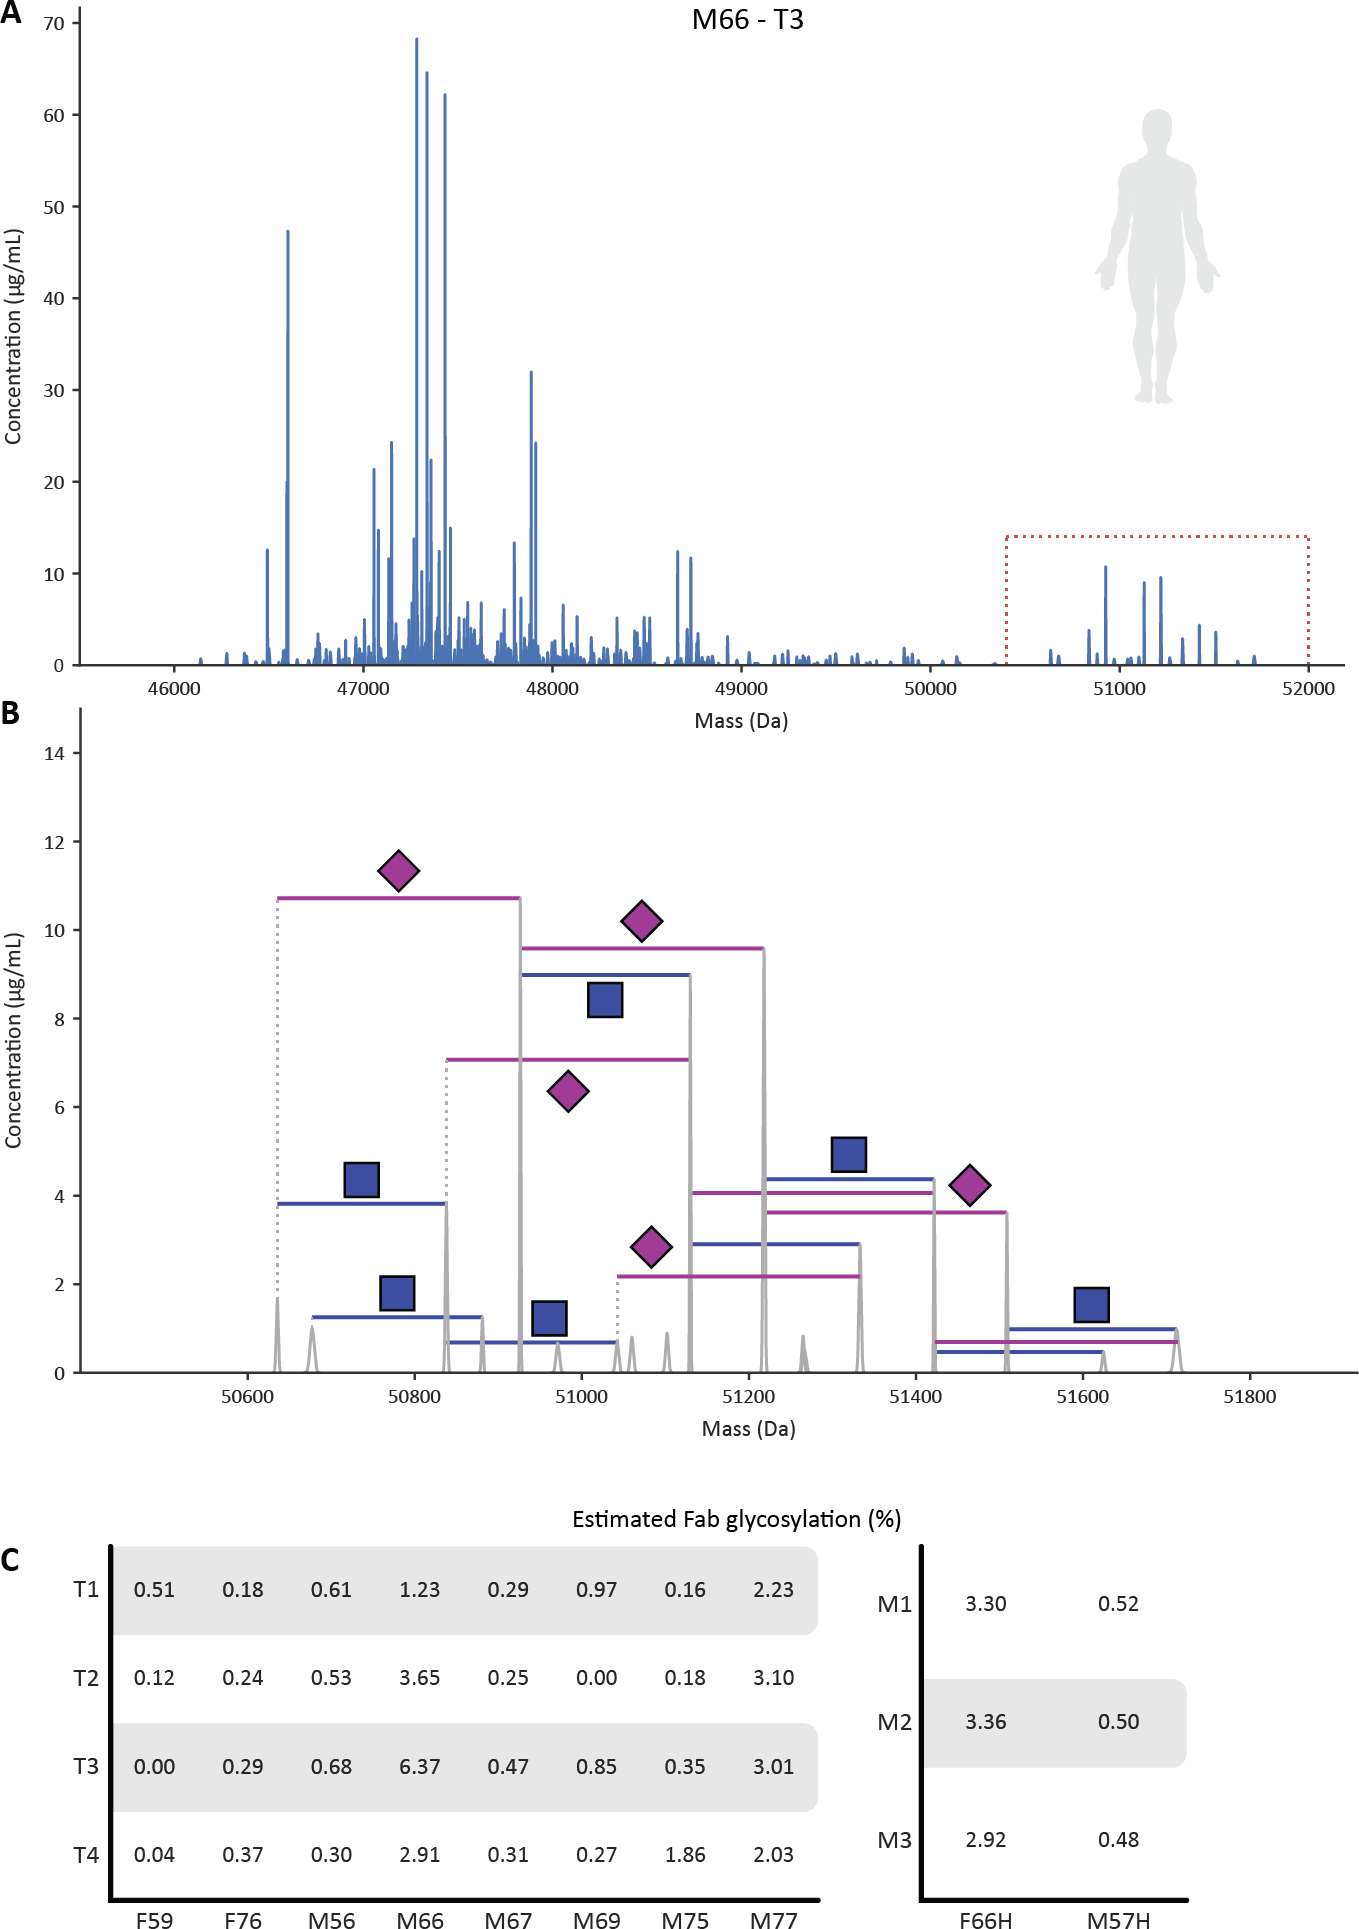 A
M66 - T3
70
60
50
40
30
20
10
0
Concentration (µg/mL)
46000 47000 48000 49000 50000 51000 52000
Mass (Da)
B
14
12
10
8
6
4
2
0
Concentration (µg/mL)
50600 50800 51000 51200 51400 51600 51800
Mass (Da)
Estimated Fab glycosylation (%)
C
T1 0.51 0.18 0.61 1.23 0.29 0.97 0.16 2.23
T2 0.12 0.24 0.53 3.65 0.25 0.00 0.18 3.10
T3 0.00 0.29 0.68 6.37 0.47 0.85 0.35 3.01
T4 0.04 0.37 0.30 2.91 0.31 0.27 1.86 2.03
F59 F76 M56 M66 M67 M69 M75 M77
M1 3.30 0.52
M2 3.36 0.50
M3 2.92 0.48
F66H M57H